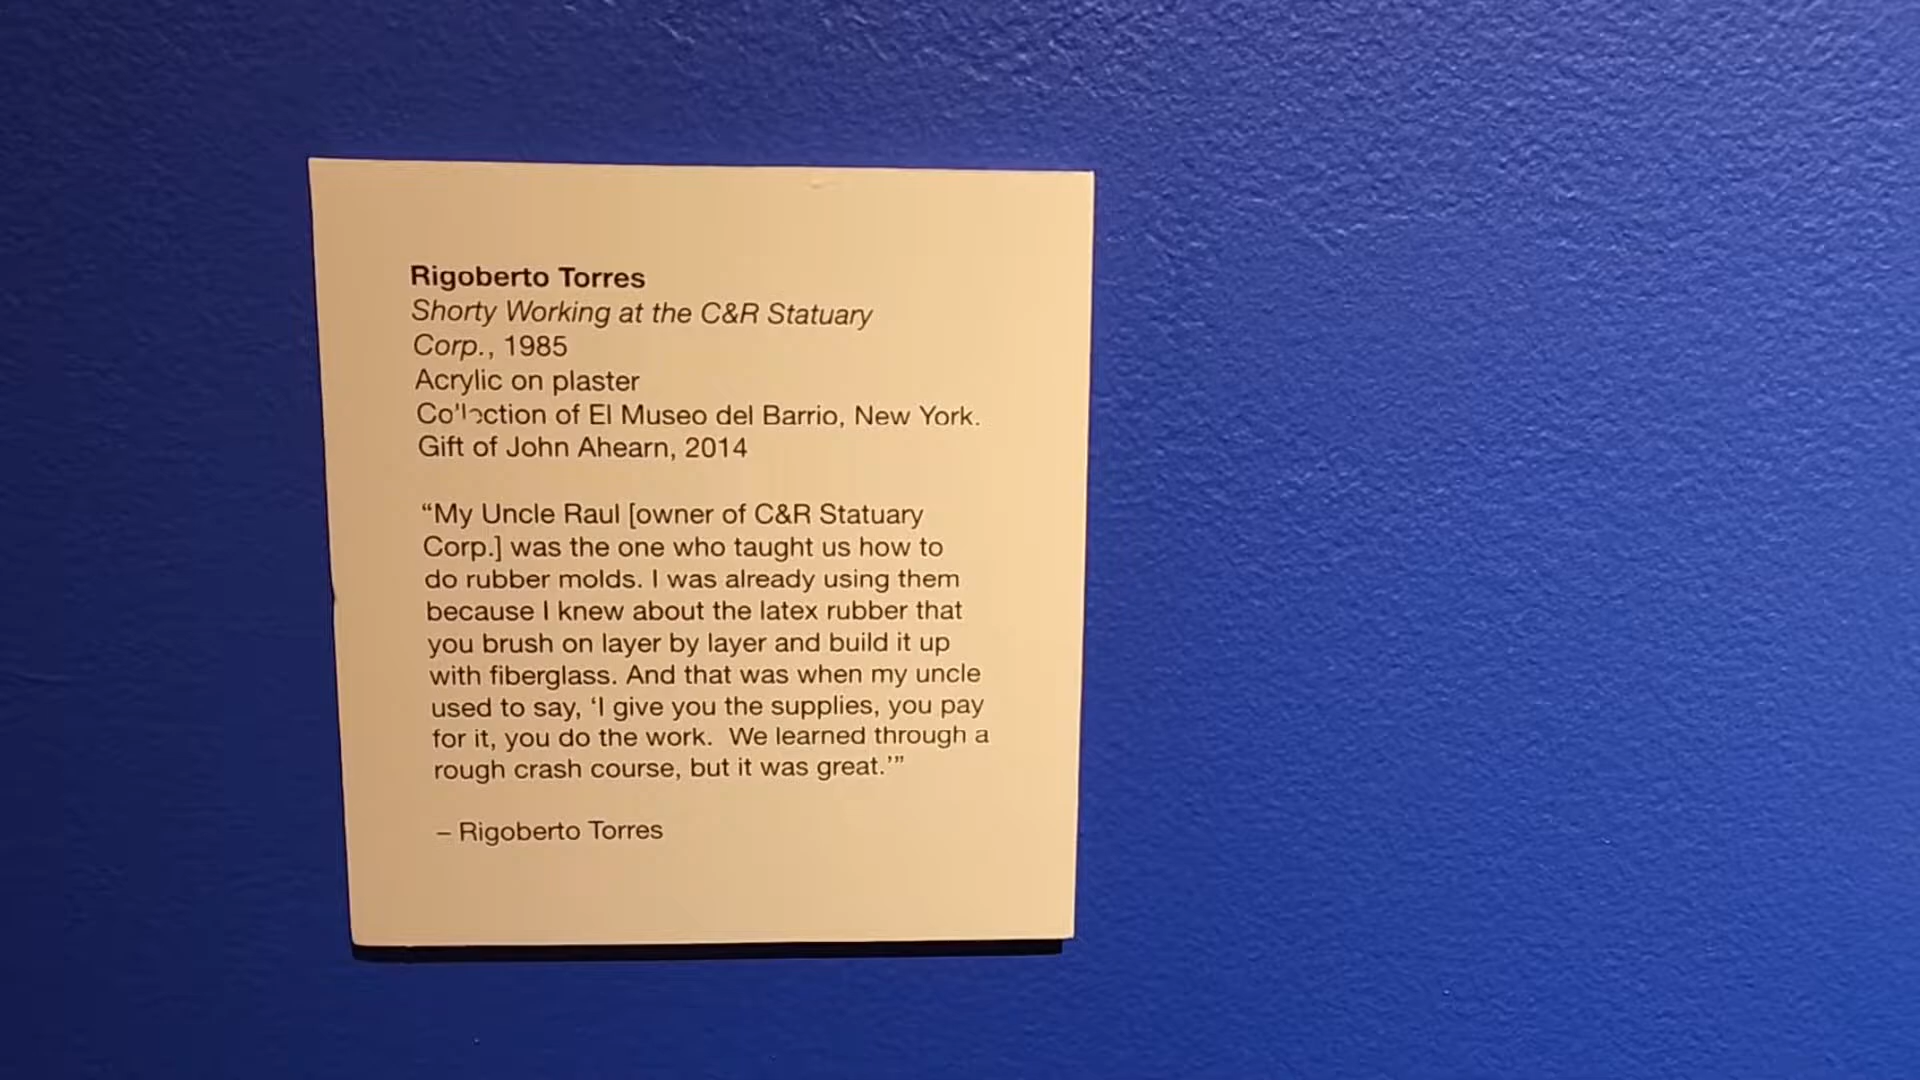 Rigoberto Torres
Shorty Working at the C&R Statuary
Corp., 1985
Acrylic on plaster
Collection of El Museo del Barrio, New York.
Gift of John Ahearn, 2014
“My Uncle Raul [owner of C&R Statuary
Corp.] was the one who taught us how to
do rubber molds. I was already using them
because I knew about the latex rubber that
you brush on layer by layer and build it up
with fiberglass. And that was when my uncle
used to say, ‘I give you the supplies, you pay
for it, you do the work.  We learned through a
rough crash course, but it was great.’”
– Rigoberto Torres